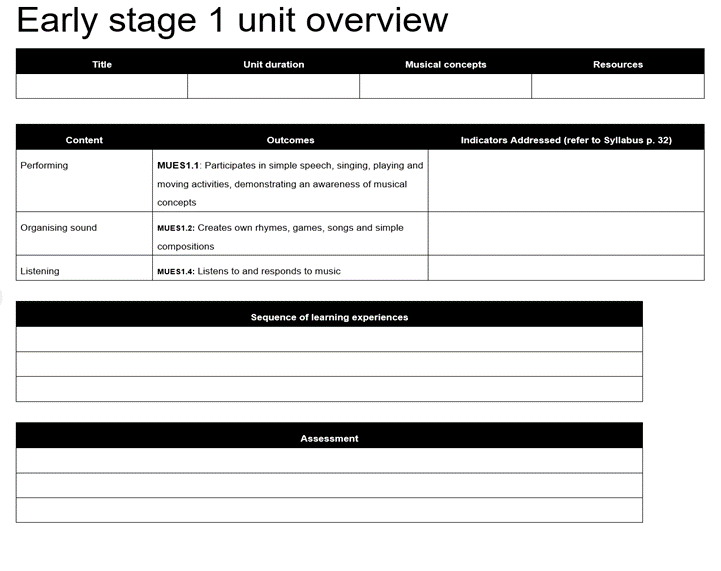 Early stage 1 unit overview
Title Unit duration Musical concepts Resources
Content Outcomes Indicators Addressed (refer to Syllabus p. 32)
Performing MUES1.1: Participates in simple speech, singing, playing and
moving activities, demonstrating an awareness of musical
concepts
Organising sound MUES1.2: Creates own rhymes, games, songs and simple
compositions
Listening MUES1.4: Listens to and responds to music
Sequence of learning experiences
Assessment